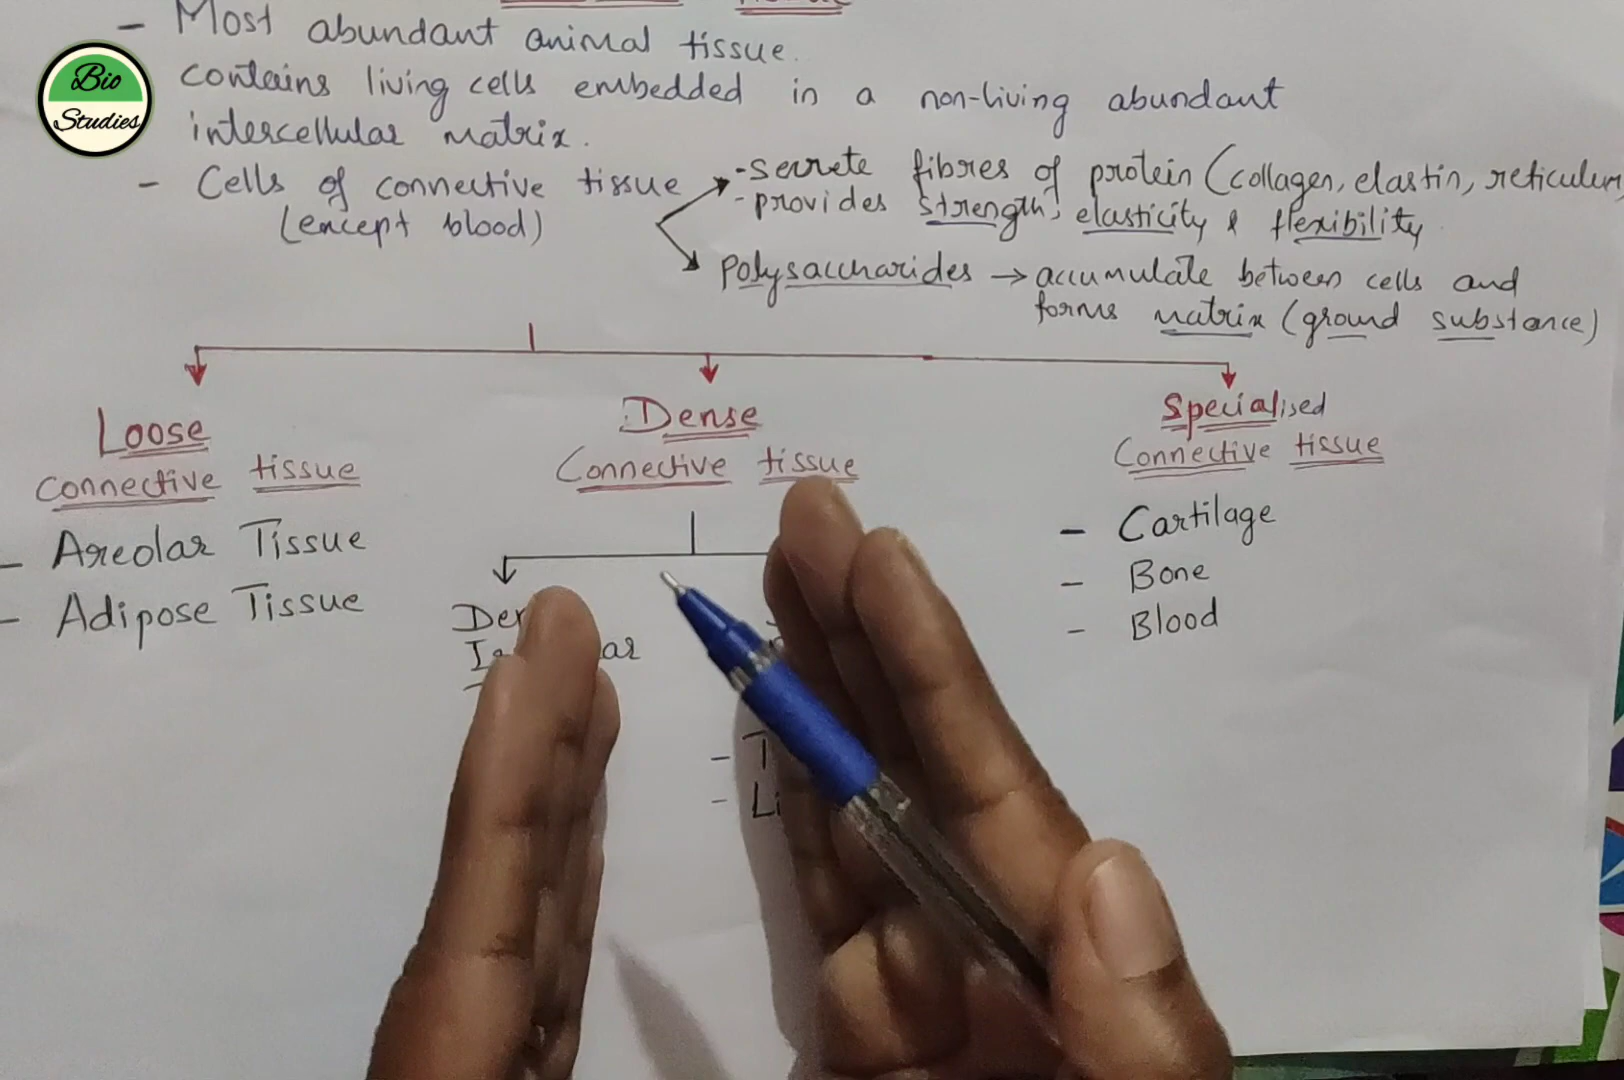 - Most abundant animal tissue.
Bio
Studies
contains living cells embedded in a non-living abundant
intercellular matrix.
- Cells of connective tissue
(except blood)
- secrete fibres of protein (collagen, elastin, reticulum
- provides strength, elasticity & flexibility
Polysaccharides → accumulate between cells and
forms matrix (ground substance)
Loose
Connective tissue
- Areolar Tissue
- Adipose Tissue
Dense
Connective tissue
Specialised
Connective tissue
- Cartilage
- Bone
- Blood